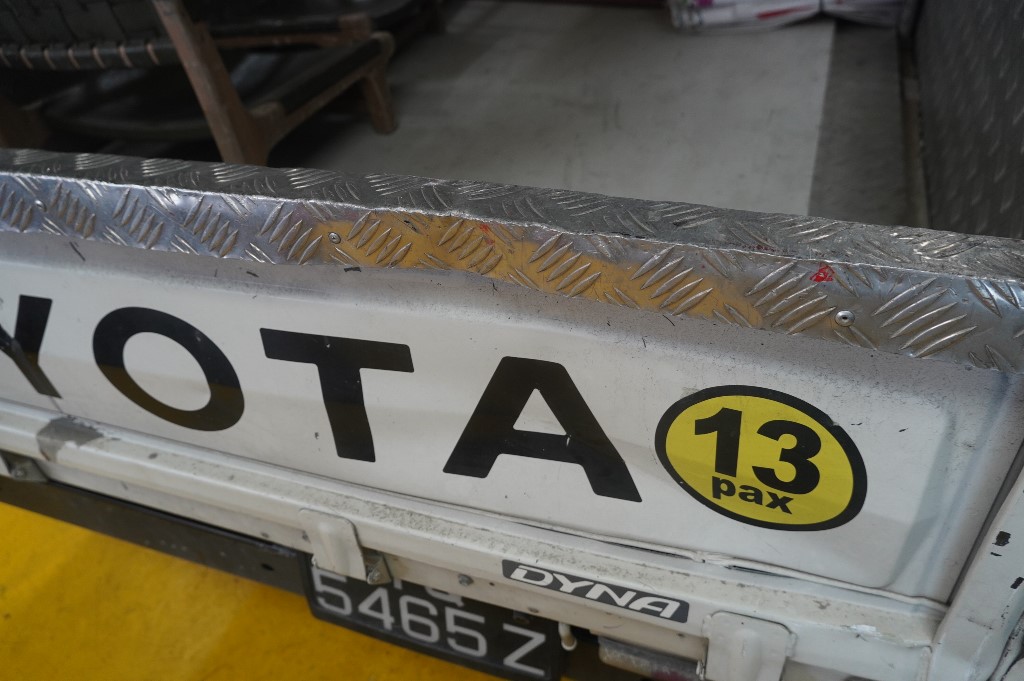 YOTA
13
pax
DYNA
5465Z